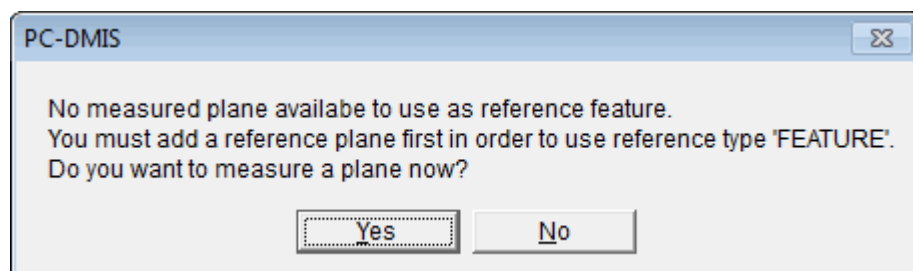 PC-DMIS
No measured plane availabe to use as reference feature.
You must add a reference plane first in order to use reference type 'FEATURE'.
Do you want to measure a plane now?
Yes
No